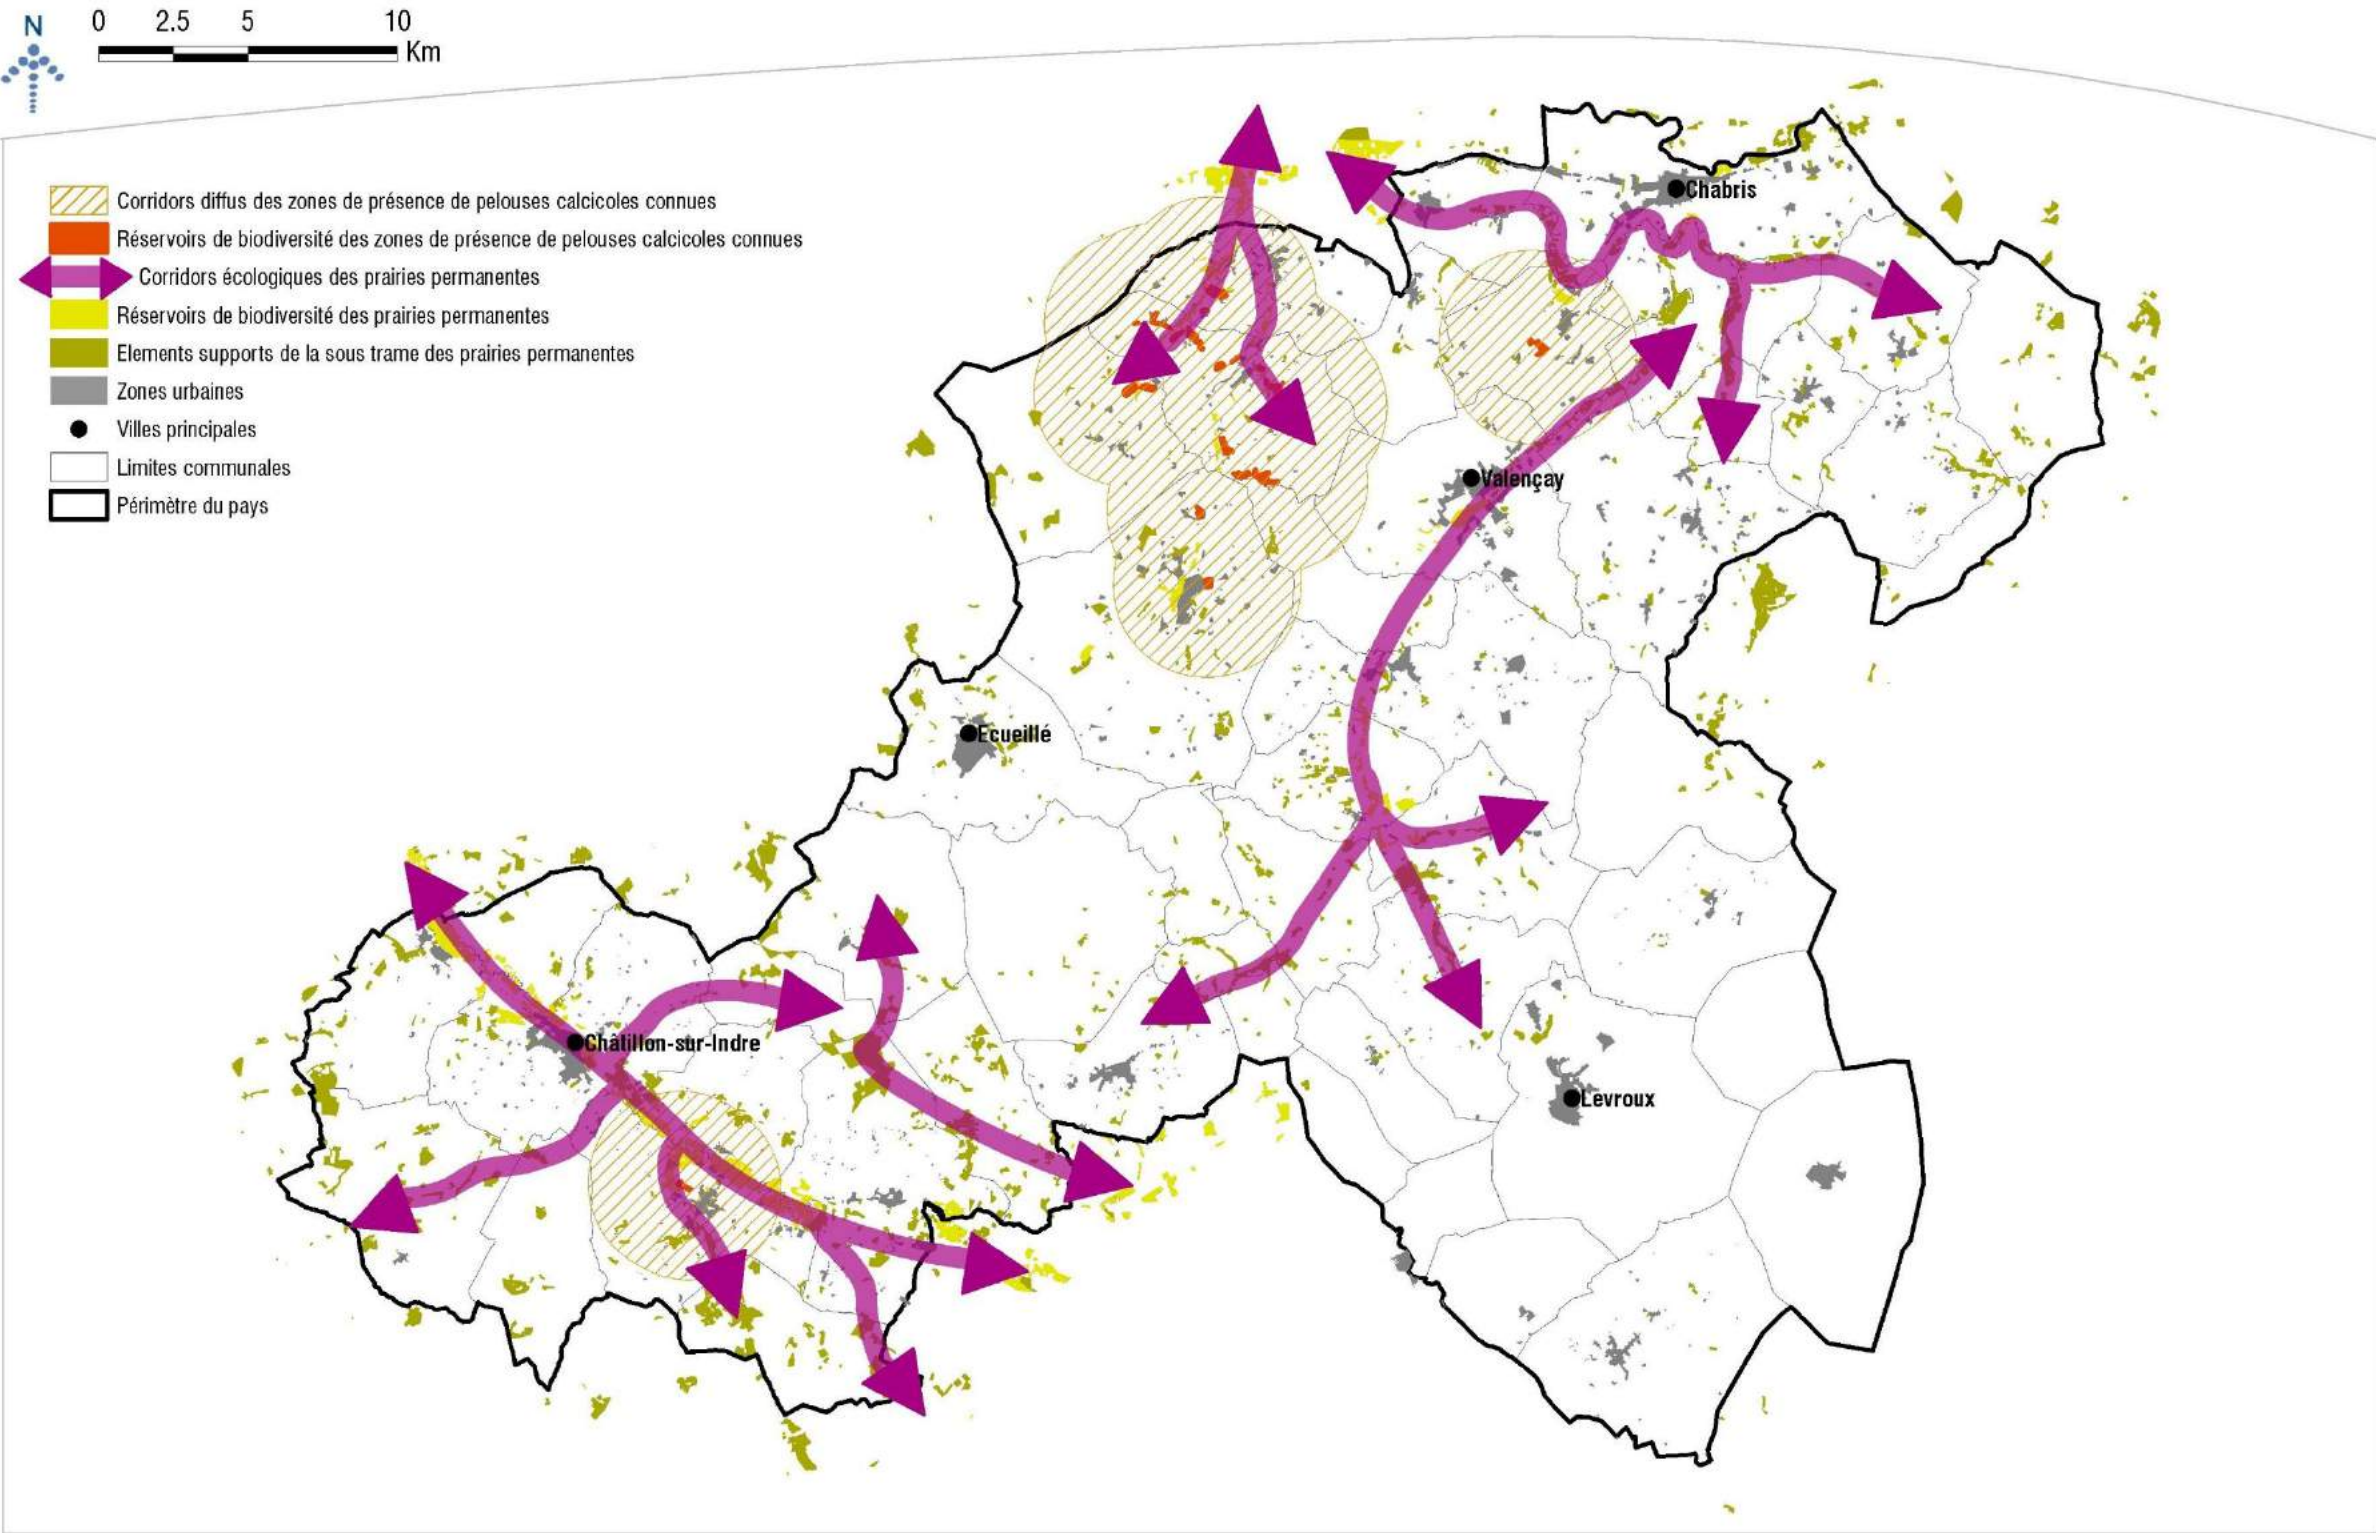 N
0 2.5 5 10
Km
Corridors diffus des zones de présence de pelouses calcicoles connues
Réservoirs de biodiversité des zones de présence de pelouses calcicoles connues
Corridors écologiques des prairies permanentes
Réservoirs de biodiversité des prairies permanentes
Elements supports de la sous trame des prairies permanentes
Zones urbaines
Villes principales
Limites communales
Périmètre du pays
Chabris
Valençay
Ecueillé
Châtillon-sur-Indre
Levroux